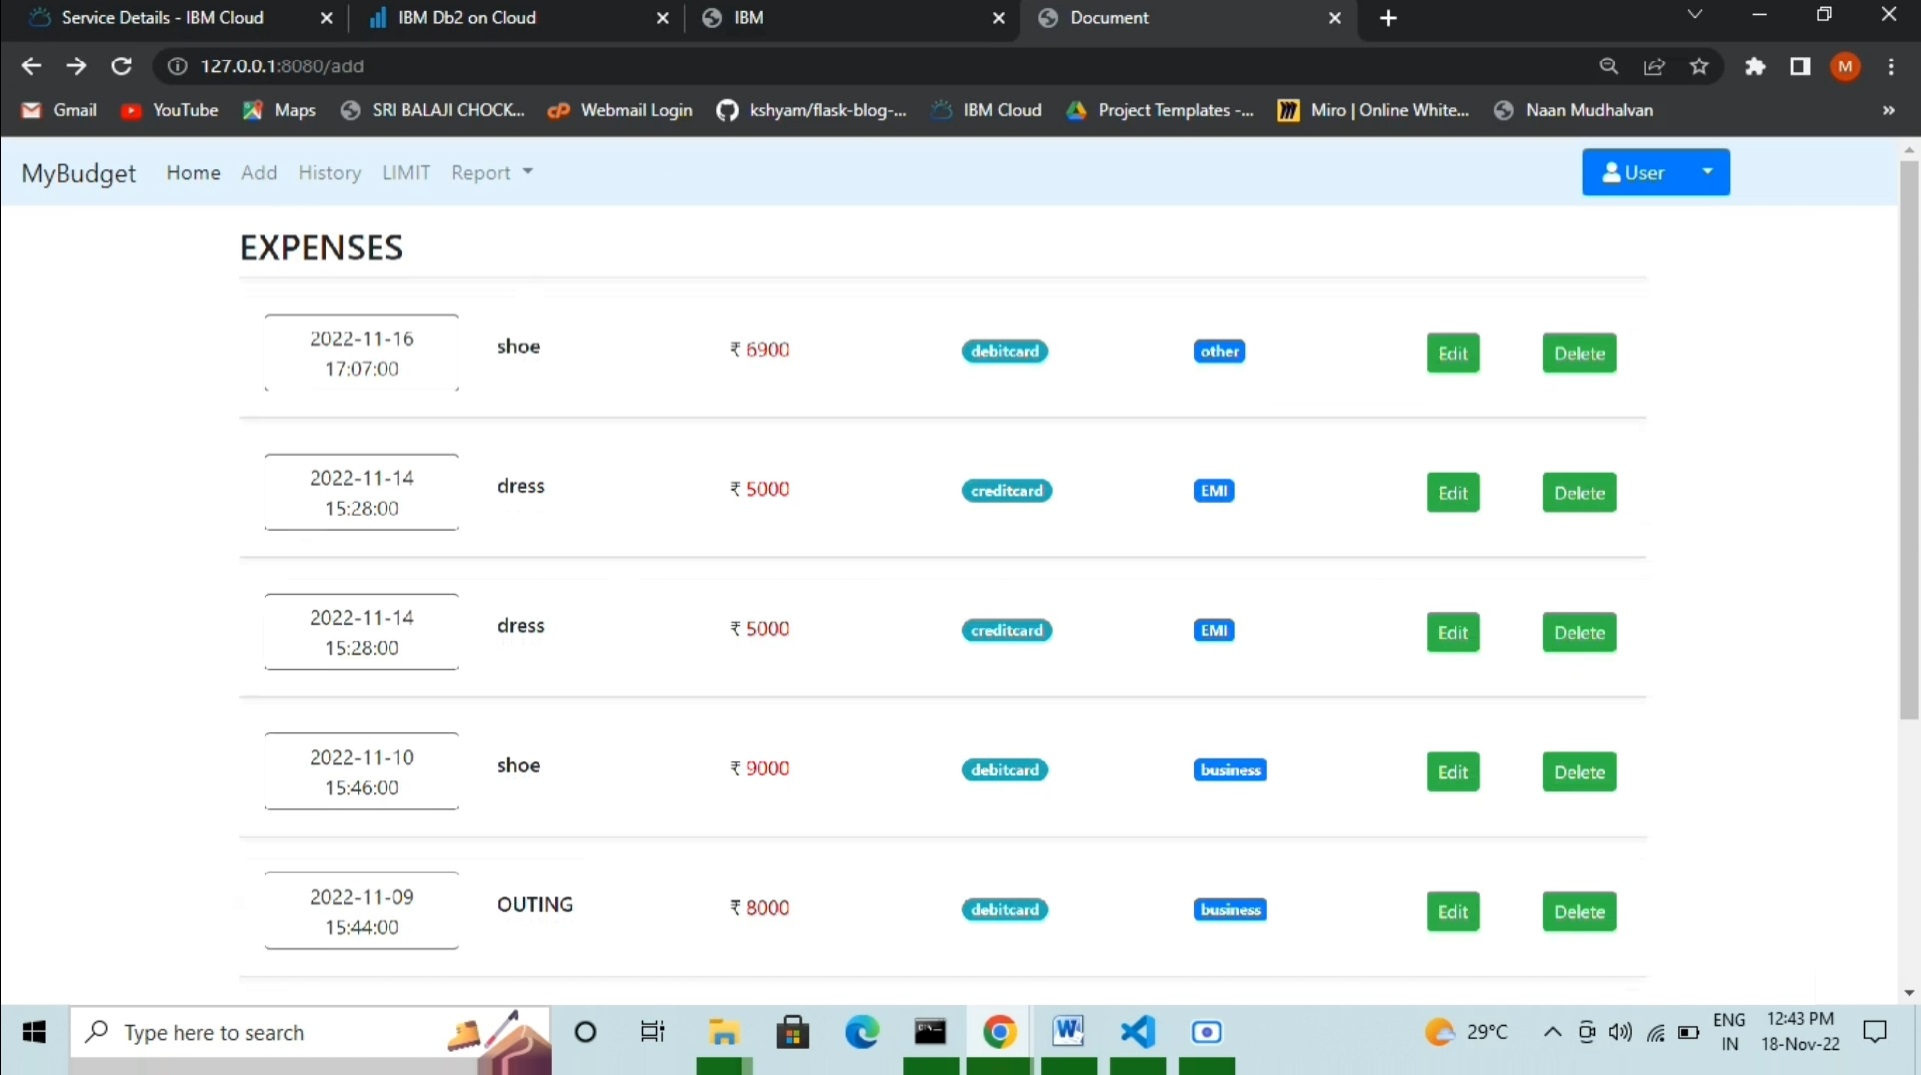 Service Details - IBM Cloud
IBM Db2 on Cloud
IBM
Document
127.0.0.1:8080/add
M
Gmail
YouTube
Maps
SRI BALAJI CHOCK...
Webmail Login
kshyam/flask-blog-...
IBM Cloud
Project Templates -...
Miro | Online White...
Naan Mudhalvan
»
MyBudget
Home
Add
History
LIMIT
Report
User
EXPENSES
2022-11-16
17:07:00
shoe
₹ 6900
debitcard
other
Edit
Delete
2022-11-14
15:28:00
dress
₹ 5000
creditcard
EMI
Edit
Delete
2022-11-14
15:28:00
dress
₹ 5000
creditcard
EMI
Edit
Delete
2022-11-10
15:46:00
shoe
₹ 9000
debitcard
business
Edit
Delete
2022-11-09
15:44:00
OUTING
₹ 8000
debitcard
business
Edit
Delete
Type here to search
29°C
ENG
IN
12:43 PM
18-Nov-22